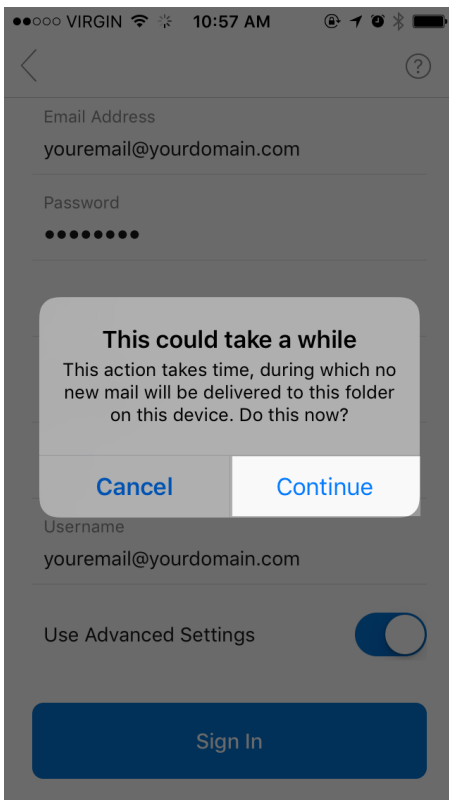 VIRGIN 10:57 AM
?
Email Address
youremail@yourdomain.com
Password
••••••••
This could take a while
This action takes time, during which no
new mail will be delivered to this folder
on this device. Do this now?
Cancel Continue
Username
youremail@yourdomain.com
Use Advanced Settings
Sign In